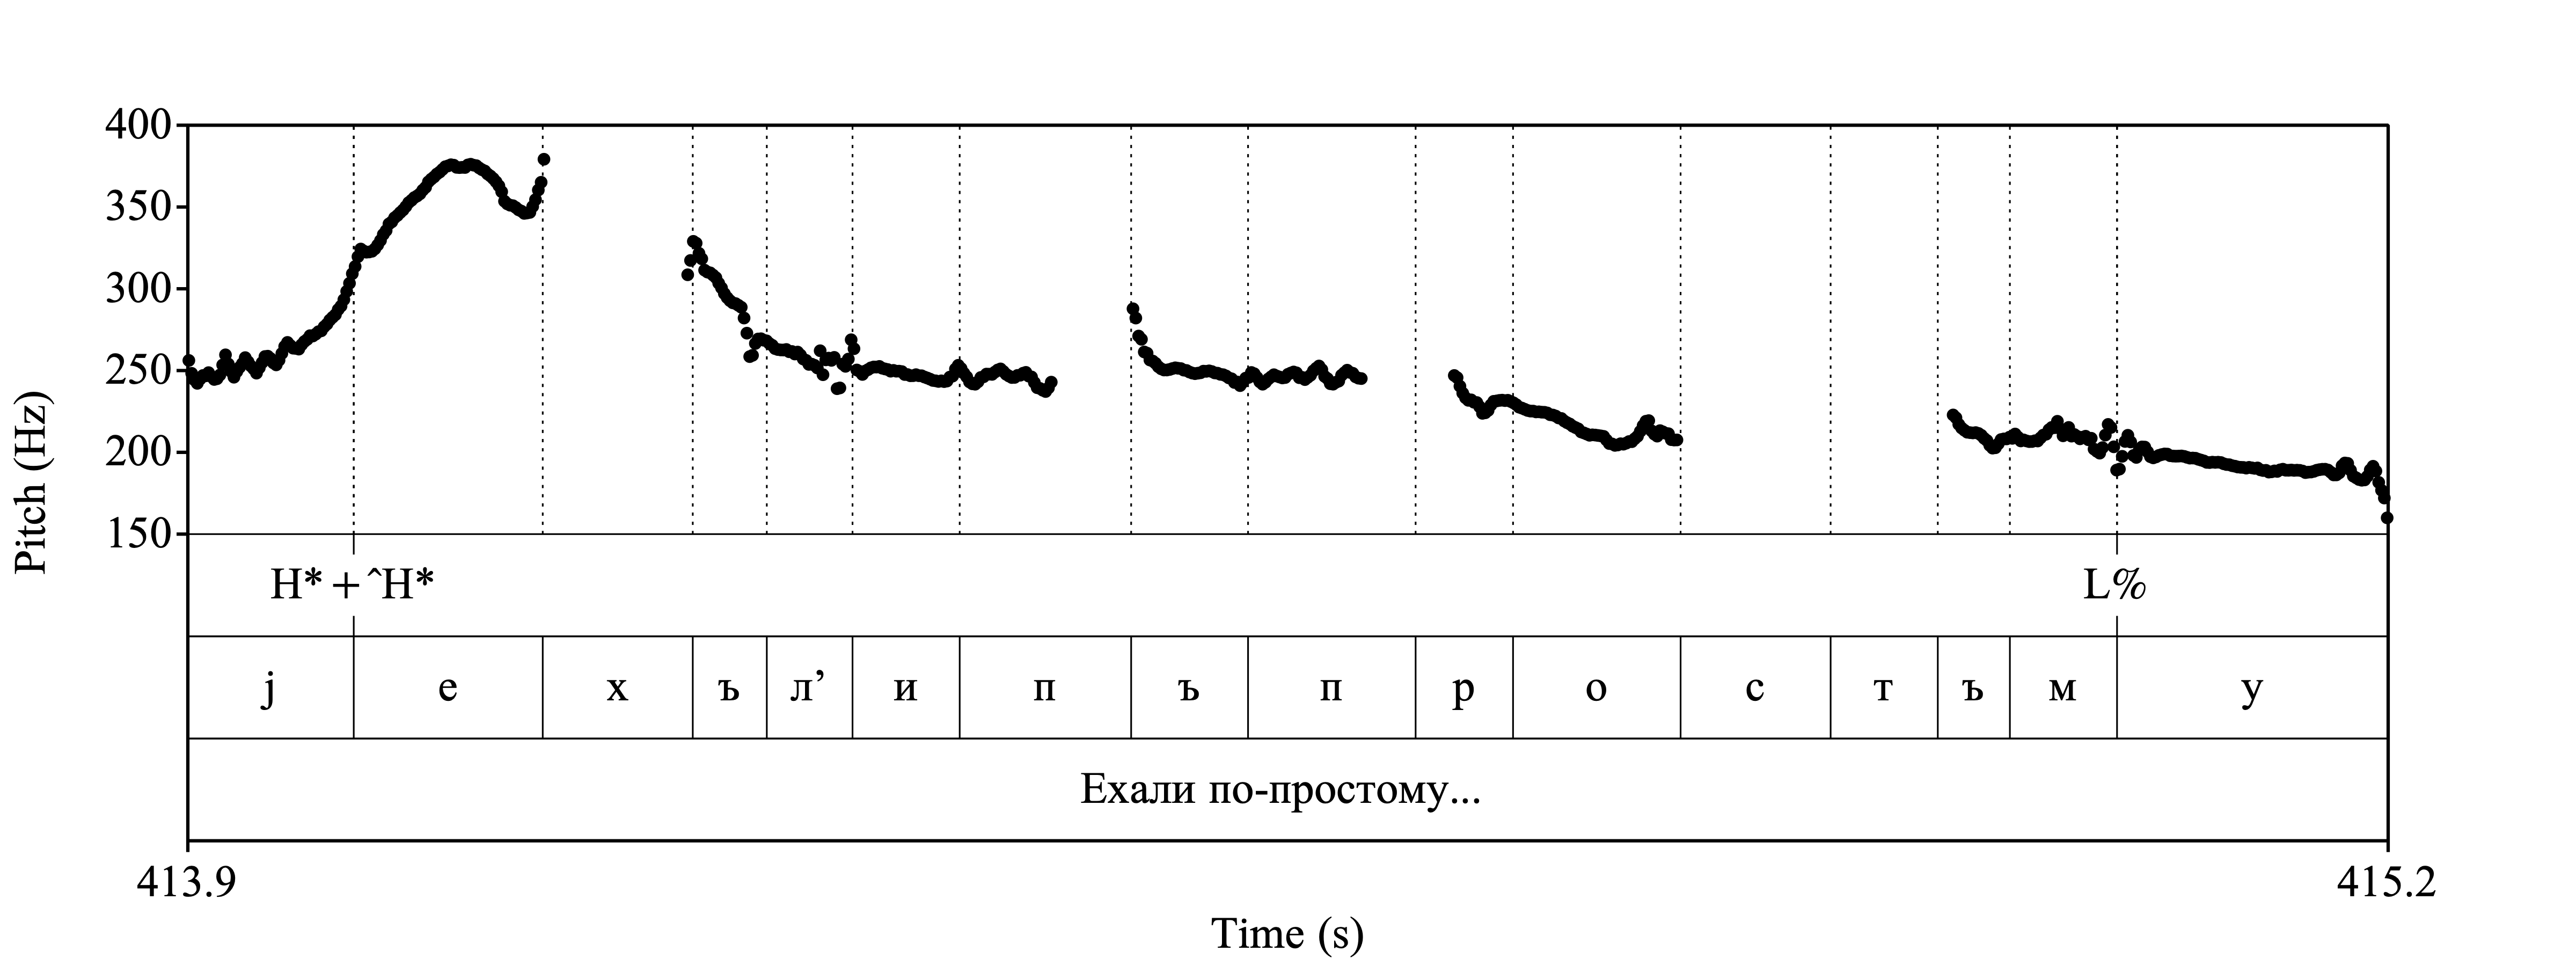 400
350
300
250
200
150
Pitch (Hz)
H* + ˆH* L%
j е х ъ л’ и п ъ п р о с т ъ м у
Ехали по-простому...
413.9 415.2
Time (s)